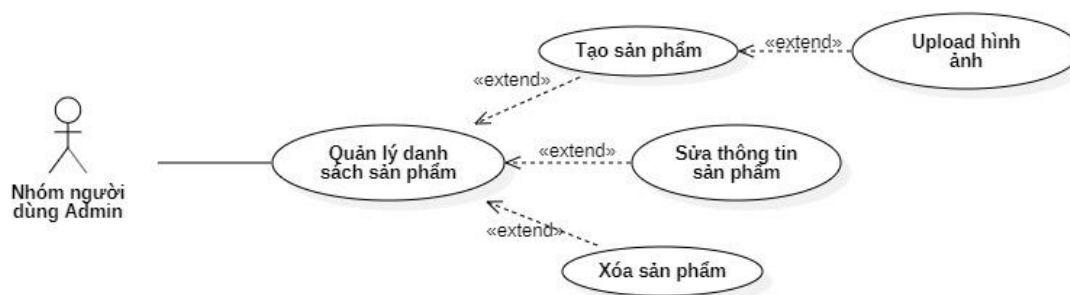 Tạo sản phẩm
«extend»
Upload hình
ảnh
«extend»
Nhóm người
dùng Admin
Quản lý danh
sách sản phẩm
«extend»
Sửa thông tin
sản phẩm
«extend»
Xóa sản phẩm